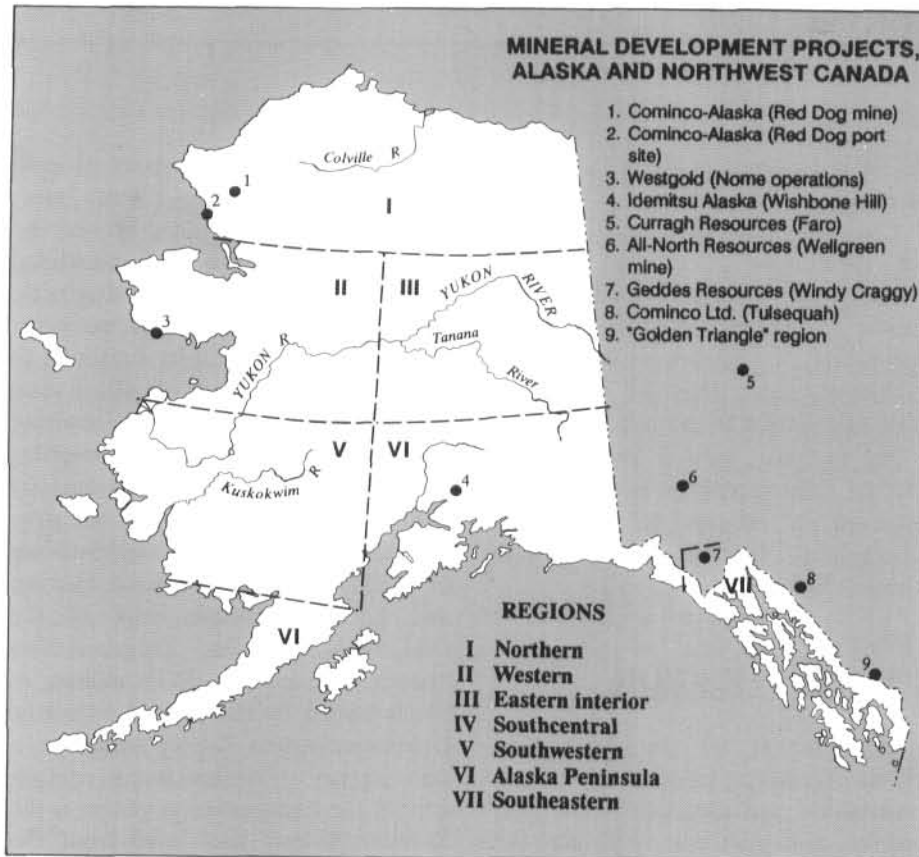 MINERAL DEVELOPMENT PROJECTS,
ALASKA AND NORTHWEST CANADA
1. Cominco-Alaska (Red Dog mine)
2. Cominco-Alaska (Red Dog port
site)
3. Westgold (Nome operations)
4. Idemitsu Alaska (Wishbone Hill)
5. Curragh Resources (Faro)
6. All-North Resources (Wellgreen
mine)
7. Geddes Resources (Windy Craggy)
8. Cominco Ltd. (Tulsequah)
9. "Golden Triangle" region
Colville R
1
2
I
II
III
YUKON RIVER
3
YUKON R
Tanana River
5
V
VI
Kuskokwim R
4
6
7
VII
8
VI
9
REGIONS
I Northern
II Western
III Eastern interior
IV Southcentral
V Southwestern
VI Alaska Peninsula
VII Southeastern